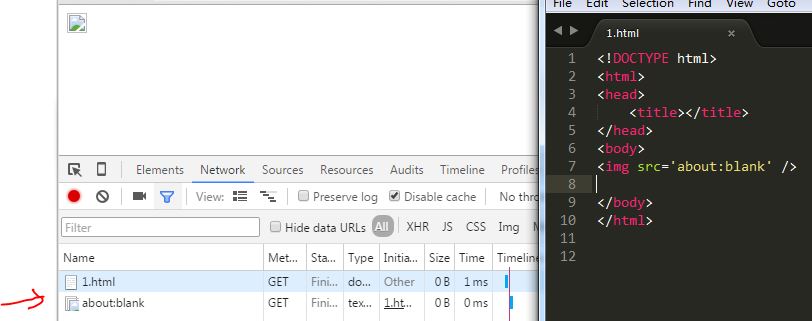 Elements Network Sources Resources Audits Timeline Profiles
View: Preserve log Disable cache No thro
Filter Hide data URLs All XHR JS CSS Img M
Name Met... Sta... Type Initia... Size Time Timeline
1.html GET Fini... do... Other 0 B 1 ms
about:blank GET Fini... tex... 1.ht... 0 B 0 ms
File Edit Selection Find View Goto
1.html ×
1 <!DOCTYPE html>
2 <html>
3 <head>
4 <title></title>
5 </head>
6 <body>
7 <img src='about:blank' />
8
9 </body>
10 </html>
11
12